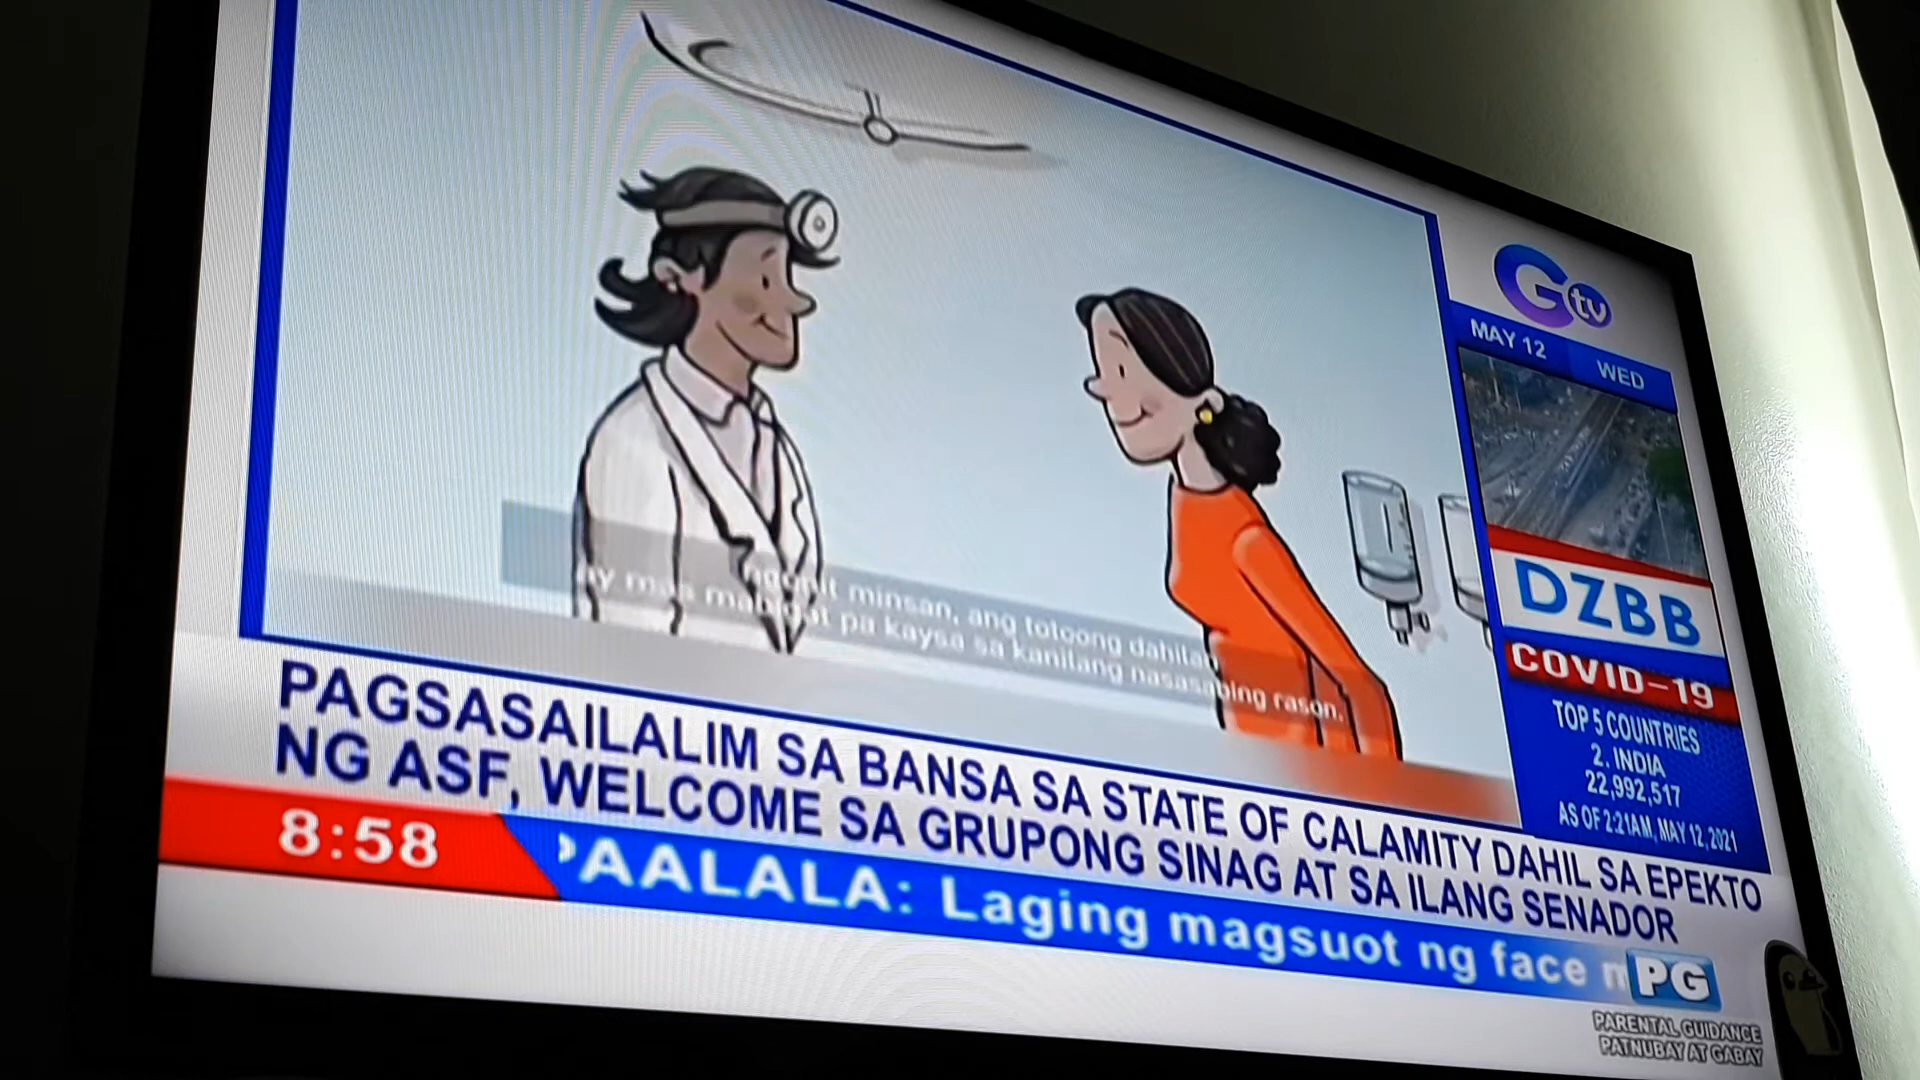 Gtv
MAY 12 WED
DZBB
COVID-19
TOP 5 COUNTRIES
2. INDIA
22,992,517
AS OF 2:21AM, MAY 12, 2021
ngunit minsan, ang totoong dahilan
ay mas mabigat pa kaysa sa kanilang nasasabing rason.
PAGSASAILALIM SA BANSA SA STATE OF CALAMITY DAHIL SA EPEKTO
NG ASF, WELCOME SA GRUPONG SINAG AT SA ILANG SENADOR
8:58
PAALALA: Laging magsuot ng face
PG
PARENTAL GUIDANCE
PATNUBAY AT GABAY